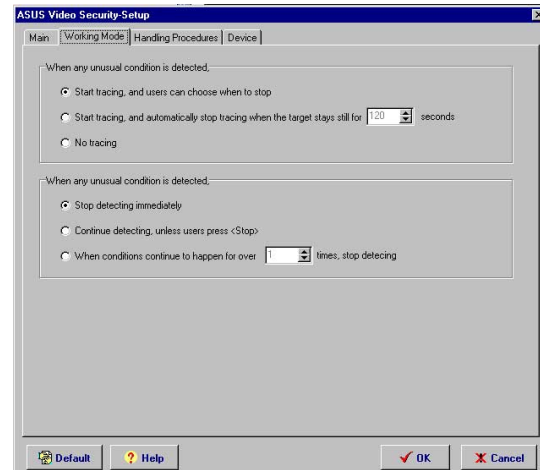 ASUS Video Security-Setup
Main Working Mode Handling Procedures Device
When any unusual condition is detected,
Start tracing, and users can choose when to stop
Start tracing, and automatically stop tracing when the target stays still for 120 seconds
No tracing
When any unusual condition is detected,
Stop detecting immediately
Continue detecting, unless users press <Stop>
When conditions continue to happen for over 1 times, stop detecing
Default Help OK Cancel